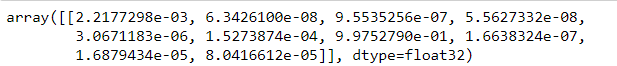 array([[2.2177298e-03, 6.3426100e-08, 9.5535256e-07, 5.5627332e-08,
3.0671183e-06, 1.5273874e-04, 9.9752790e-01, 1.6638324e-07,
1.6879434e-05, 8.0416612e-05]], dtype=float32)